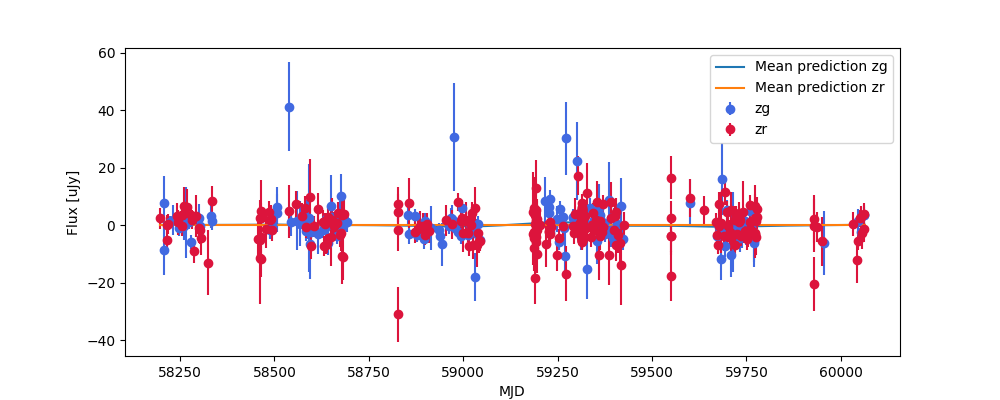 60
40
20
0
−20
−40
Flux [uJy]
58250
58500
58750
59000
59250
59500
59750
60000
MJD
Mean prediction zg
Mean prediction zr
zg
zr